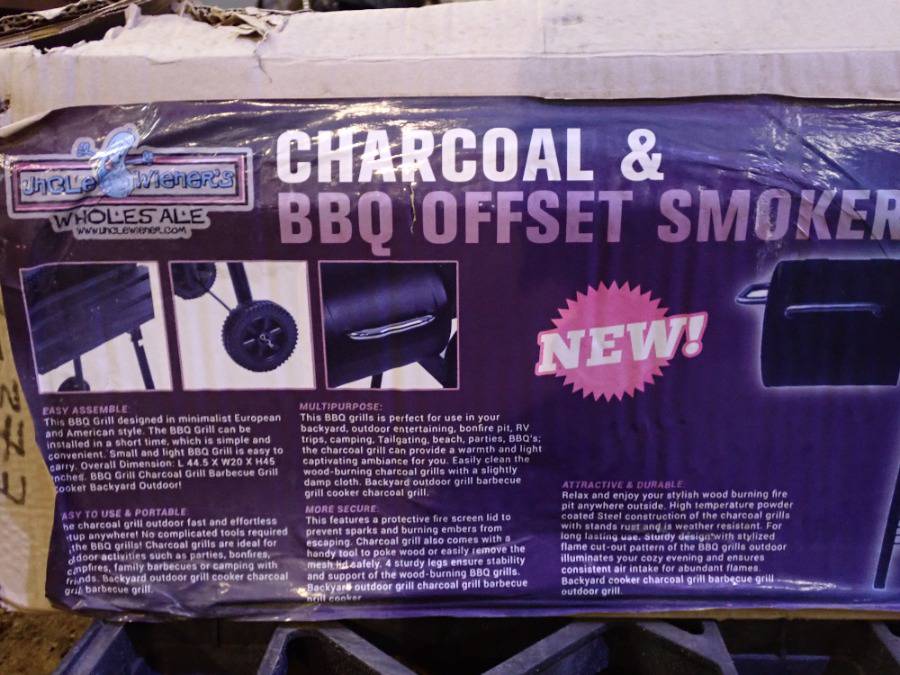 UNCLE WIENER'S
WHOLESALE
WWW.UNCLEWIENER.COM
CHARCOAL &
BBQ OFFSET SMOKER
NEW!
EASY ASSEMBLE:
This BBQ Grill designed in minimalist European
and American style. The BBQ Grill can be
installed in a short time, which is simple and
convenient. Small and light BBQ Grill is easy to
carry. Overall Dimension: L 44.5 X W20 X H45
nches. BBQ Grill Charcoal Grill Barbecue Grill
cooker Backyard Outdoor!
ASY TO USE & PORTABLE
he charcoal grill outdoor fast and effortless
tup anywhere! No complicated tools required
the BBQ grills! Charcoal grills are ideal for
door activities such as parties, bonfires,
mpfires, family barbecues or camping with
nds. Backyard outdoor grill cooker charcoal
barbecue grill.
MULTIPURPOSE:
This BBQ grills is perfect for use in your
backyard, outdoor entertaining, bonfire pit, RV
trips, camping, Tailgating, beach, parties, BBQ's;
the charcoal grill can provide a warmth and light
captivating ambiance for you. Easily clean the
wood-burning charcoal grills with a slightly
damp cloth. Backyard outdoor grill barbecue
grill cooker charcoal grill.
MORE SECURE:
This features a protective fire screen lid to
prevent sparks and burning embers from
escaping. Charcoal grill also comes with a
handy tool to poke wood or easily remove the
mesh lid safely. 4 sturdy legs ensure stability
and support of the wood-burning BBQ grills.
Backyard outdoor grill charcoal grill barbecue
grill cooker
ATTRACTIVE & DURABLE:
Relax and enjoy your stylish wood burning fire
pit anywhere outside. High temperature powder
coated Steel construction of the charcoal grills
with stands rust and is weather resistant. For
long lasting use. Sturdy design with stylized
flame cut-out pattern of the BBQ grills outdoor
illuminates your cozy evening and ensures
consistent air intake for abundant flames.
Backyard cooker charcoal bbq barbecue grill
outdoor grill.